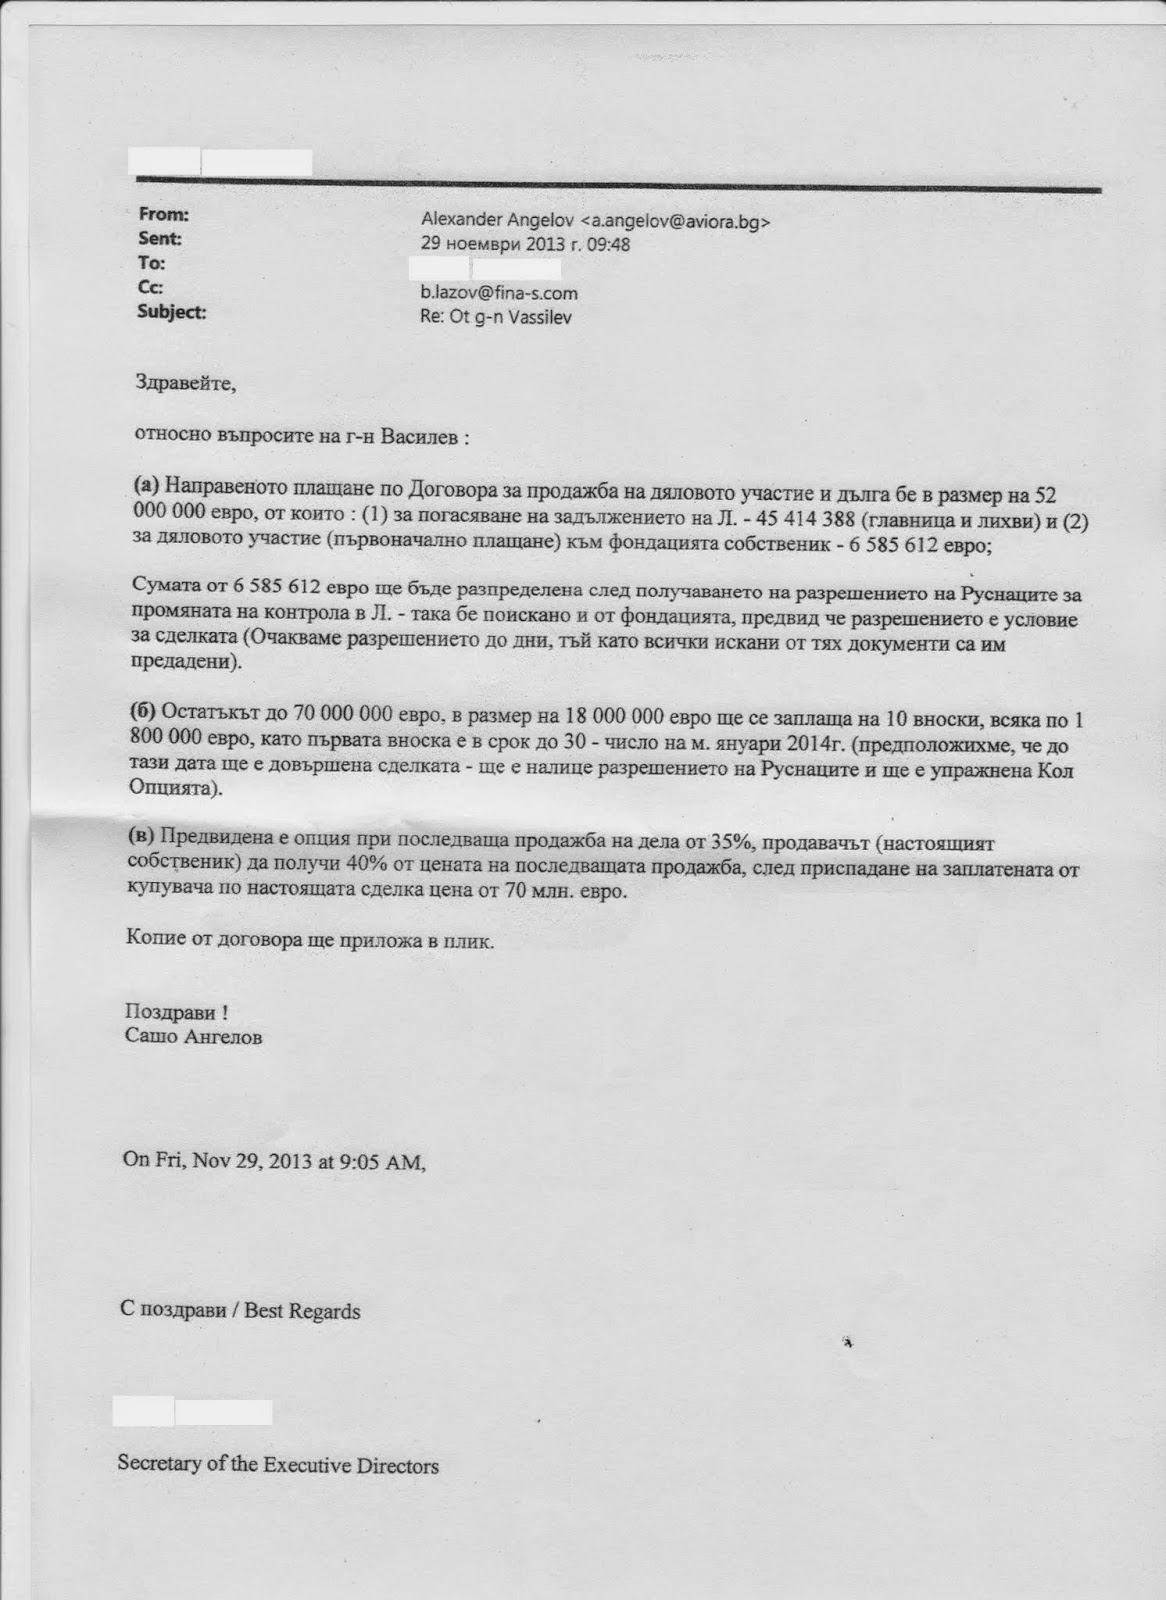 From: Alexander Angelov <a.angelov@aviora.bg>
Sent: 29 ноември 2013 г. 09:48
To:
Cc: b.lazov@fina-s.com
Subject: Re: Ot g-n Vassilev
Здравейте,
относно въпросите на г-н Василев :
(а) Направеното плащане по Договора за продажба на дяловото участие и дълга бе в размер на 52
000 000 евро, от които : (1) за погасяване на задължението на Л. - 45 414 388 (главница и лихви) и (2)
за дяловото участие (първоначално плащане) към фондацията собственик - 6 585 612 евро;
Сумата от 6 585 612 евро ще бъде разпределена след получаването на разрешението на Руснаците за
промяната на контрола в Л. - така бе поискано и от фондацията, предвид че разрешението е условие
за сделката (Очакваме разрешението до дни, тъй като всички искани от тях документи са им
предадени).
(б) Остатъкът до 70 000 000 евро, в размер на 18 000 000 евро ще се заплаща на 10 вноски, всяка по 1
800 000 евро, като първата вноска е в срок до 30 - число на м. януари 2014г. (предположихме, че до
тази дата ще е довършена сделката - ще е налице разрешението на Руснаците и ще е упражнена Кол
Опцията).
(в) Предвидена е опция при последваща продажба на дела от 35%, продавачът (настоящият
собственик) да получи 40% от цената на последващата продажба, след приспадане на заплатената от
купувача по настоящата сделка цена от 70 млн. евро.
Копие от договора ще приложа в плик.
Поздрави !
Сашо Ангелов
On Fri, Nov 29, 2013 at 9:05 AM,
С поздрави / Best Regards
Secretary of the Executive Directors